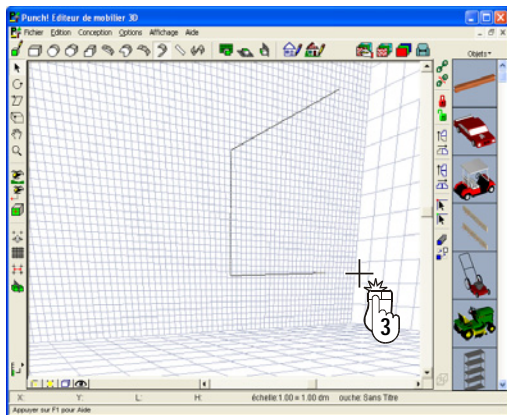 Punch! Editeur de mobilier 3D
Fichier Edition Conception Options Affichage Aide
Objets
3
X: Y: L: H: échelle:1.00 = 1.00 dm ouche: Sans Titre
Appuyer sur F1 pour Aide